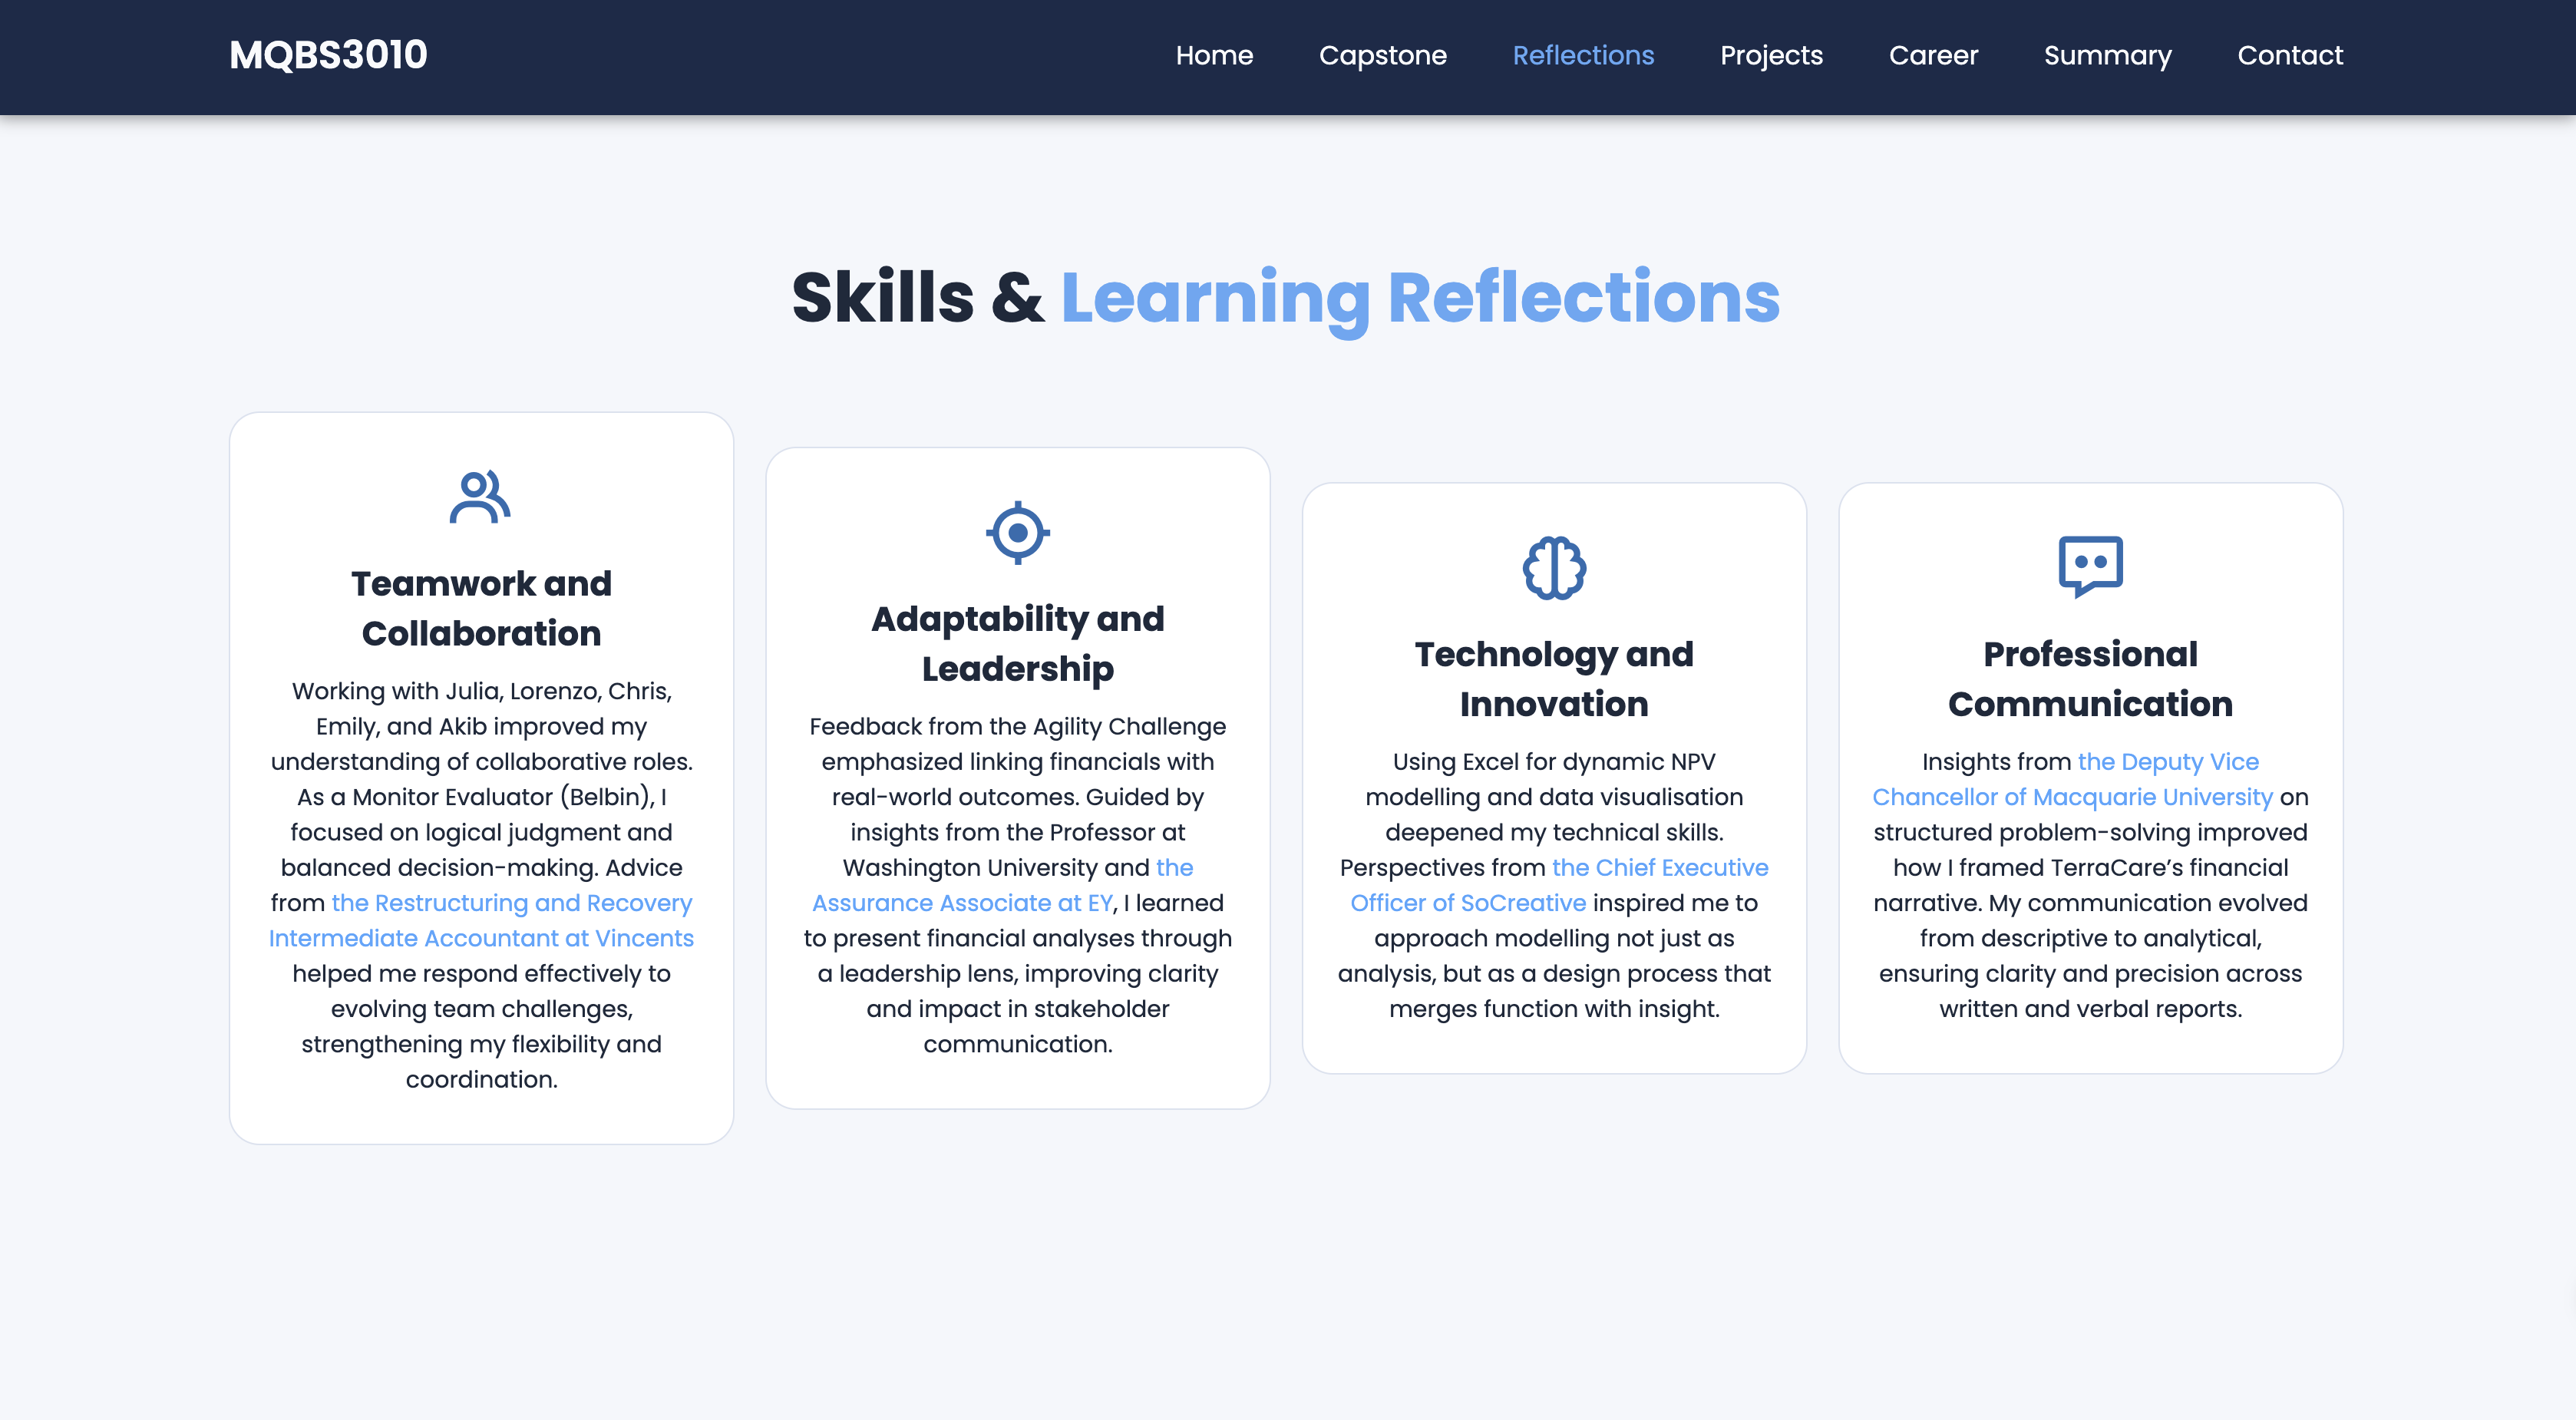 MQBS3010
Home
Capstone
Reflections
Projects
Career
Summary
Contact
Skills & Learning Reflections
Teamwork and
Collaboration
Working with Julia, Lorenzo, Chris,
Emily, and Akib improved my
understanding of collaborative roles.
As a Monitor Evaluator (Belbin), I
focused on logical judgment and
balanced decision-making. Advice
from the Restructuring and Recovery
Intermediate Accountant at Vincents
helped me respond effectively to
evolving team challenges,
strengthening my flexibility and
coordination.
Adaptability and
Leadership
Feedback from the Agility Challenge
emphasized linking financials with
real-world outcomes. Guided by
insights from the Professor at
Washington University and the
Assurance Associate at EY, I learned
to present financial analyses through
a leadership lens, improving clarity
and impact in stakeholder
communication.
Technology and
Innovation
Using Excel for dynamic NPV
modelling and data visualisation
deepened my technical skills.
Perspectives from the Chief Executive
Officer of SoCreative inspired me to
approach modelling not just as
analysis, but as a design process that
merges function with insight.
Professional
Communication
Insights from the Deputy Vice
Chancellor of Macquarie University on
structured problem-solving improved
how I framed TerraCare’s financial
narrative. My communication evolved
from descriptive to analytical,
ensuring clarity and precision across
written and verbal reports.